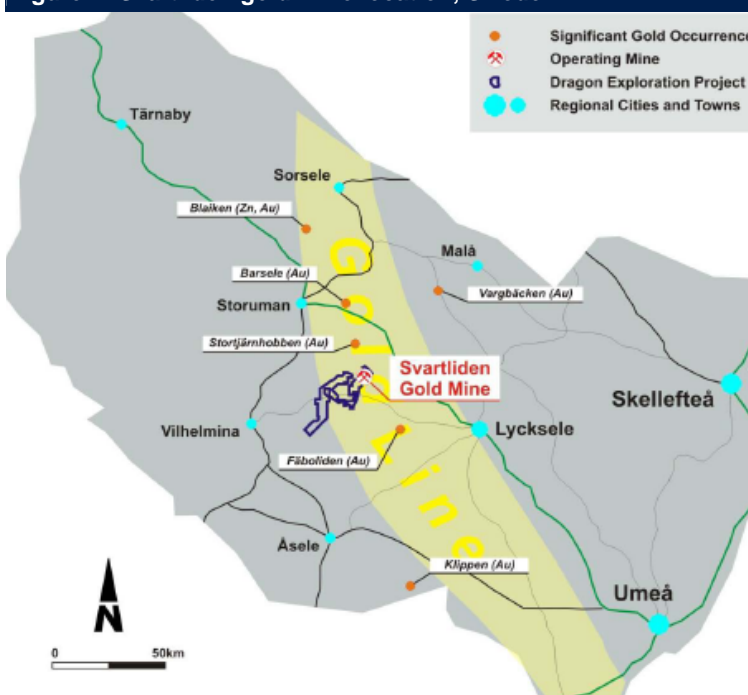 Significant Gold Occurrence
Operating Mine
Dragon Exploration Project
Regional Cities and Towns
Tärnaby
Sorsele
Blaiken (Zn, Au)
Malå
Barsele (Au)
Vargbäcken (Au)
Storuman
Stortjärnhobben (Au)
Svartliden
Gold Mine
Skellefteå
Vilhelmina
Lycksele
Fäboliden (Au)
Gold Line
Åsele
Klippen (Au)
Umeå
N
0 50km